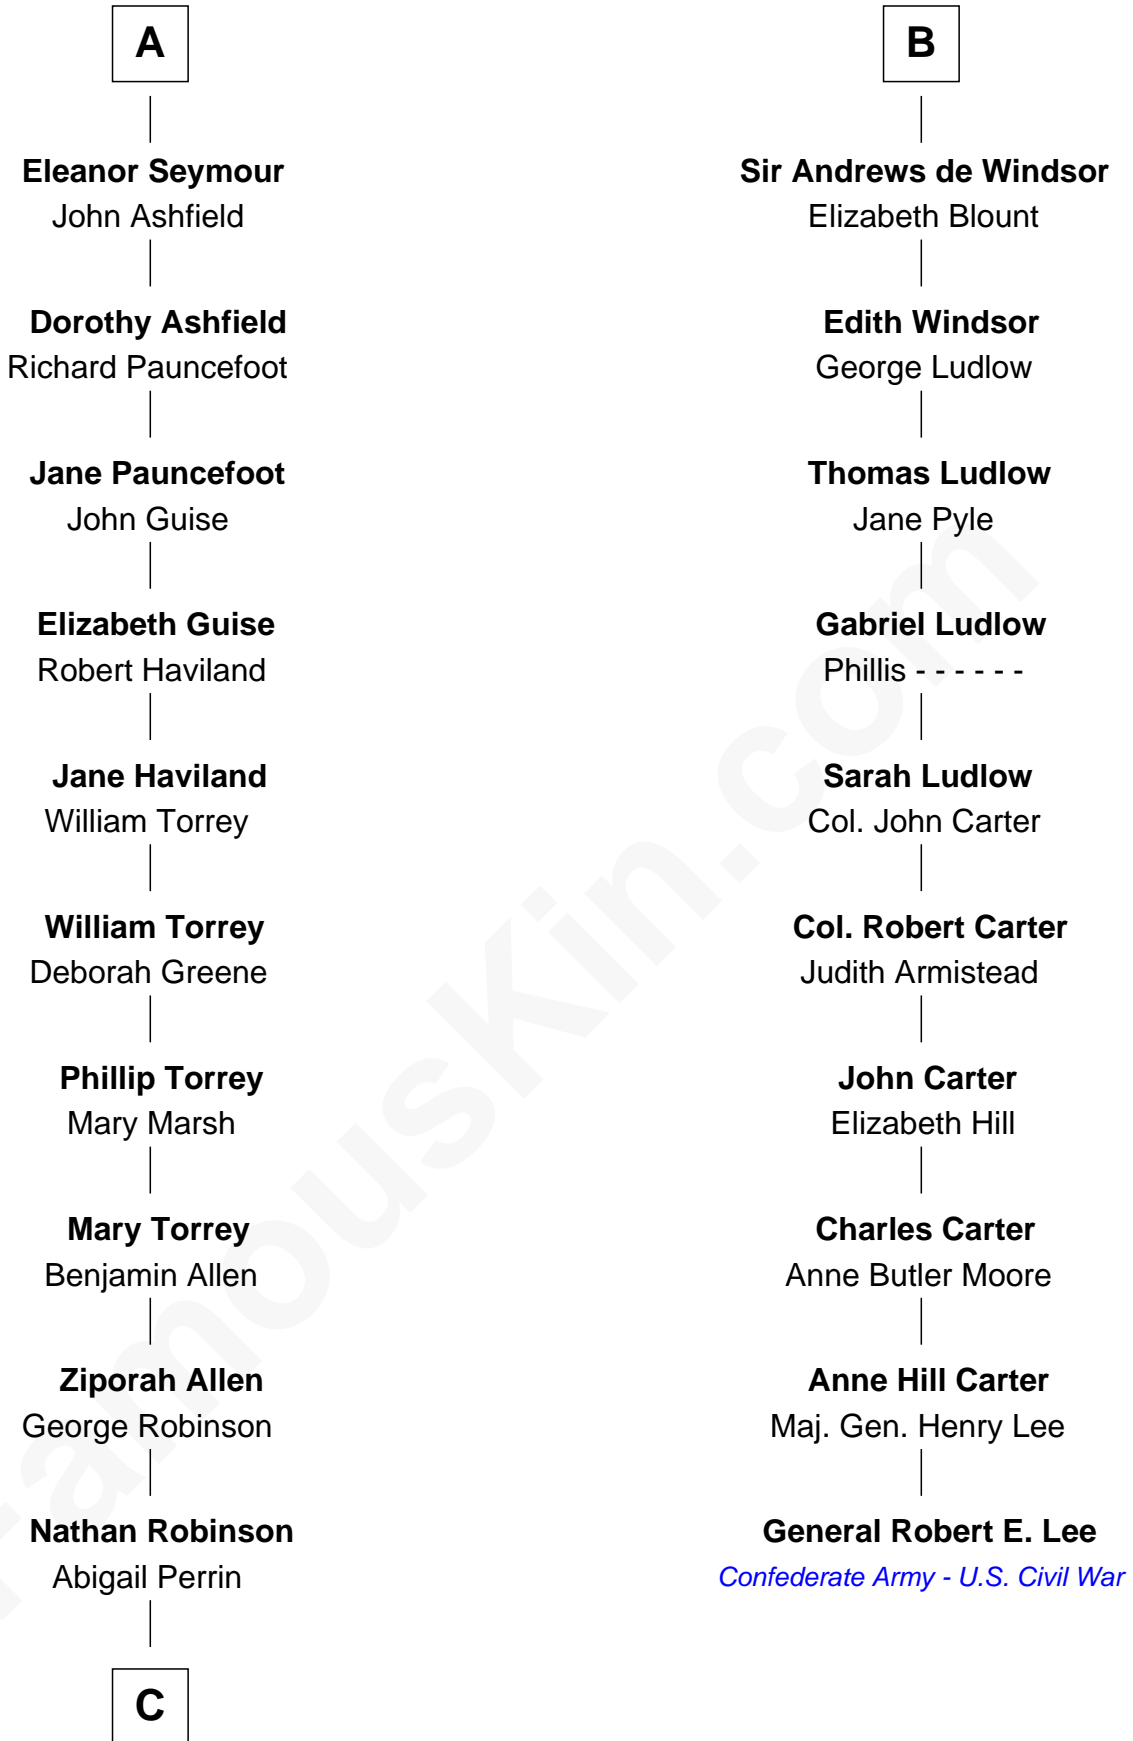 A
Eleanor Seymour
John Ashfield
Dorothy Ashfield
Richard Pauncefoot
Jane Pauncefoot
John Guise
Elizabeth Guise
Robert Haviland
Jane Haviland
William Torrey
William Torrey
Deborah Greene
Phillip Torrey
Mary Marsh
Mary Torrey
Benjamin Allen
Ziporah Allen
George Robinson
Nathan Robinson
Abigail Perrin
C
B
Sir Andrews de Windsor
Elizabeth Blount
Edith Windsor
George Ludlow
Thomas Ludlow
Jane Pyle
Gabriel Ludlow
Phillis - - - - - -
Sarah Ludlow
Col. John Carter
Col. Robert Carter
Judith Armistead
John Carter
Elizabeth Hill
Charles Carter
Anne Butler Moore
Anne Hill Carter
Maj. Gen. Henry Lee
General Robert E. Lee
Confederate Army - U.S. Civil War
FamousKin.com